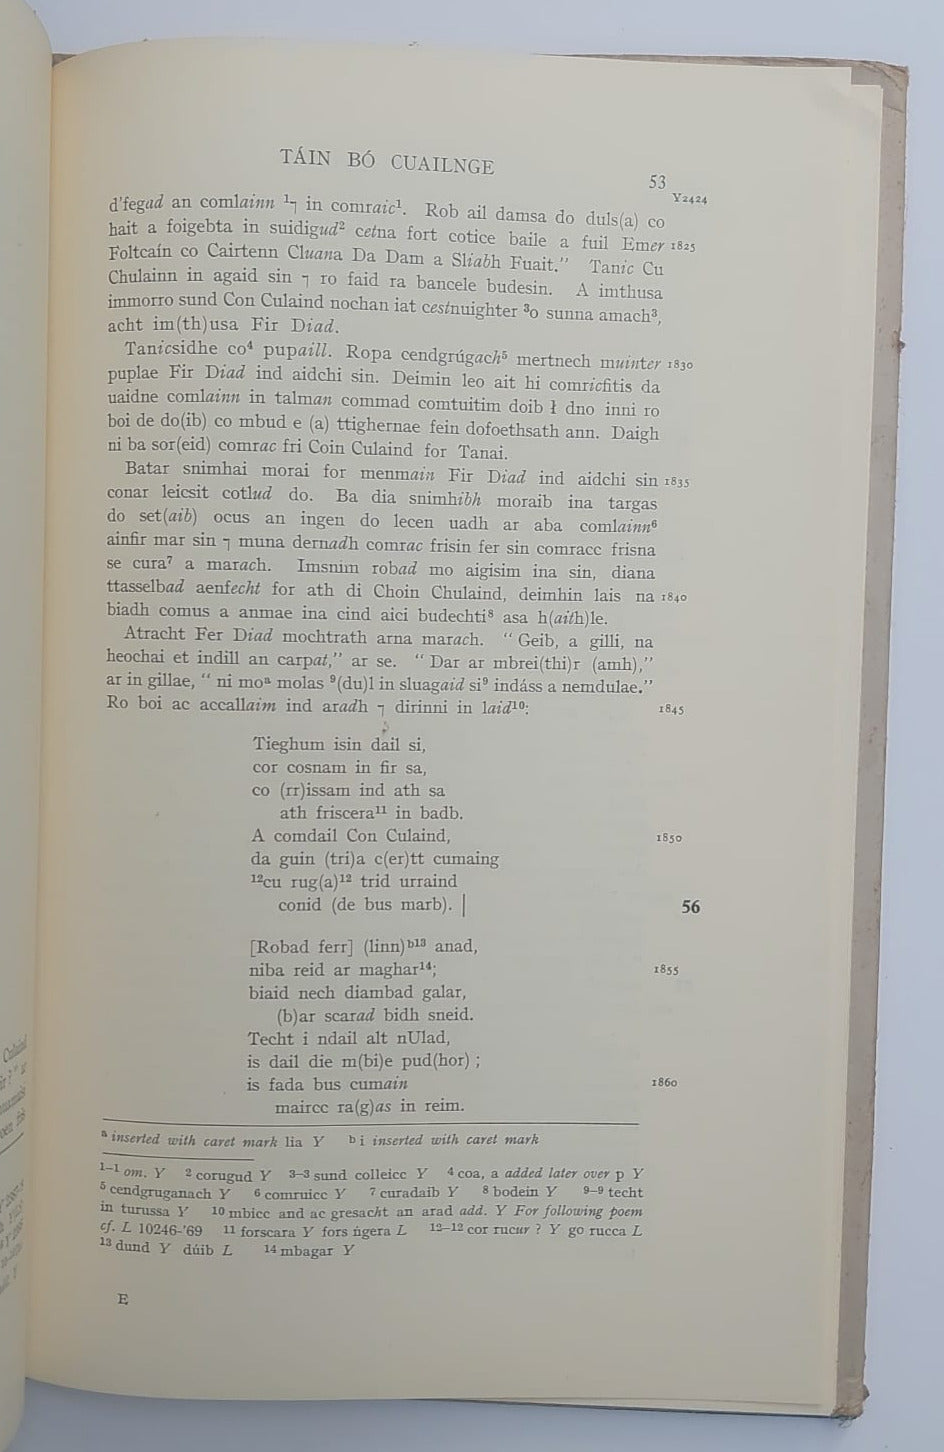 TÁIN BÓ CUAILNGE
53
Y2424
d'fegad an comlainn ¹⁊ in comraic¹. Rob ail damsa do duls(a) co
hait a foigebta in suidigud² cetna fort cotice baile a fuil Emer 1825
Foltcaín co Cairtenn Cluana Da Dam a Sliabh Fuait." Tanic Cu
Chulainn in agaid sin ⁊ ro faid ra bancele budesin. A imthusa
immorro sund Con Culaind nochan iat cestnuighter ³o sunna amach³,
acht im(th)usa Fir Diad.
Tanicsidhe co⁴ pupaill. Ropa cendgrúgach⁵ mertnech muinter 1830
puplae Fir Diad ind aidchi sin. Deimin leo ait hi comricfitis da
uaidne comlainn in talman commad comtuitim doib ł dno inni ro
boi de do(ib) co mbud e (a) ttighernae fein dofoethsath ann. Daigh
ni ba sor(eid) comrac fri Coin Culaind for Tanai.
Batar snimhai morai for menmain Fir Diad ind aidchi sin 1835
conar leicsit cotlud do. Ba dia snimhibh moraib ina targas
do set(aib) ocus an ingen do lecen uadh ar aba comlainn⁶
ainfir mar sin ⁊ muna dernadh comrac frisin fer sin comracc frisna
se cura⁷ a marach. Imsnim robad mo aigisim ina sin, diana
ttasselbad aenfecht for ath di Choin Chulaind, deimhin lais na 1840
biadh comus a anmae ina cind aici budechti⁸ asa h(aith)le.
Atracht Fer Diad mochtrath arna marach. "Geib, a gilli, na
heochai et indill an carpat," ar se. "Dar ar mbrei(thi)r (amh),"
ar in gillae, "ni moᵃ molas ⁹(du)l in sluagaid si⁹ indáss a nemdulae."
Ro boi ac accallaim ind aradh ⁊ dirinni in laid¹⁰: 1845
Tieghum isin dail si,
cor cosnam in fir sa,
co (rr)issam ind ath sa
ath friscera¹¹ in badb.
A comdail Con Culaind, 1850
da guin (tri)a c(er)tt cumaing
¹²cu rug(a)¹² trid urraind
conid (de bus marb). | 56
[Robad ferr] (linn)ᵇ¹³ anad,
niba reid ar maghar¹⁴; 1855
biaid nech diambad galar,
(b)ar scarad bidh sneid.
Techt i ndail alt nUlad,
is dail die m(bi)e pud(hor);
is fada bus cumain 1860
maircc ra(g)as in reim.
ᵃ inserted with caret mark lia Y ᵇ i inserted with caret mark
¹⁻¹ om. Y ² corugud Y ³⁻³ sund colleicc Y ⁴ coa, a added later over p Y
⁵ cendgruganach Y ⁶ comruicc Y ⁷ curadaib Y ⁸ bodein Y ⁹⁻⁹ techt
in turussa Y ¹⁰ mbicc and ac gresacht an arad add. Y For following poem
cf. L 10246-'69 ¹¹ forscara Y fors ńgera L ¹²⁻¹² cor rucur ? Y go rucca L
¹³ dund Y dúib L ¹⁴ mbagar Y
E